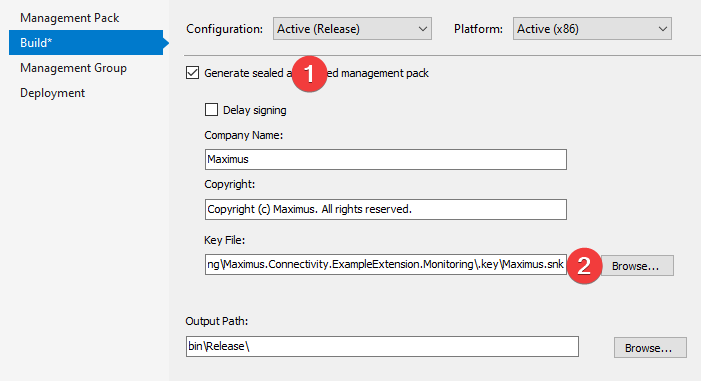 Management Pack
Build*
Management Group
Deployment
Configuration: Active (Release) Platform: Active (x86)
Generate sealed a 1 ed management pack
Delay signing
Company Name:
Maximus
Copyright:
Copyright (c) Maximus. All rights reserved.
Key File:
ng\Maximus.Connectivity.ExampleExtension.Monitoring\.key\Maximus.snk 2 Browse...
Output Path:
bin\Release\ Browse...